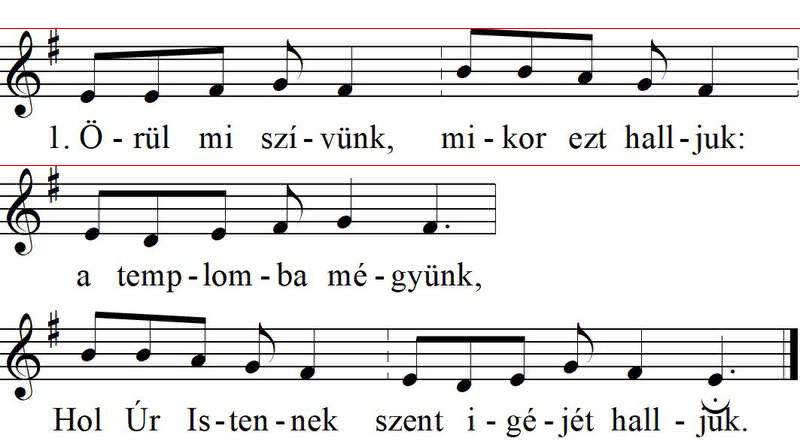 1. Ö - rül mi szí - vünk, mi - kor ezt hall - juk:
a temp - lom - ba mé - gyünk,
Hol Úr Is - ten - nek szent i - gé - jét hall - juk.